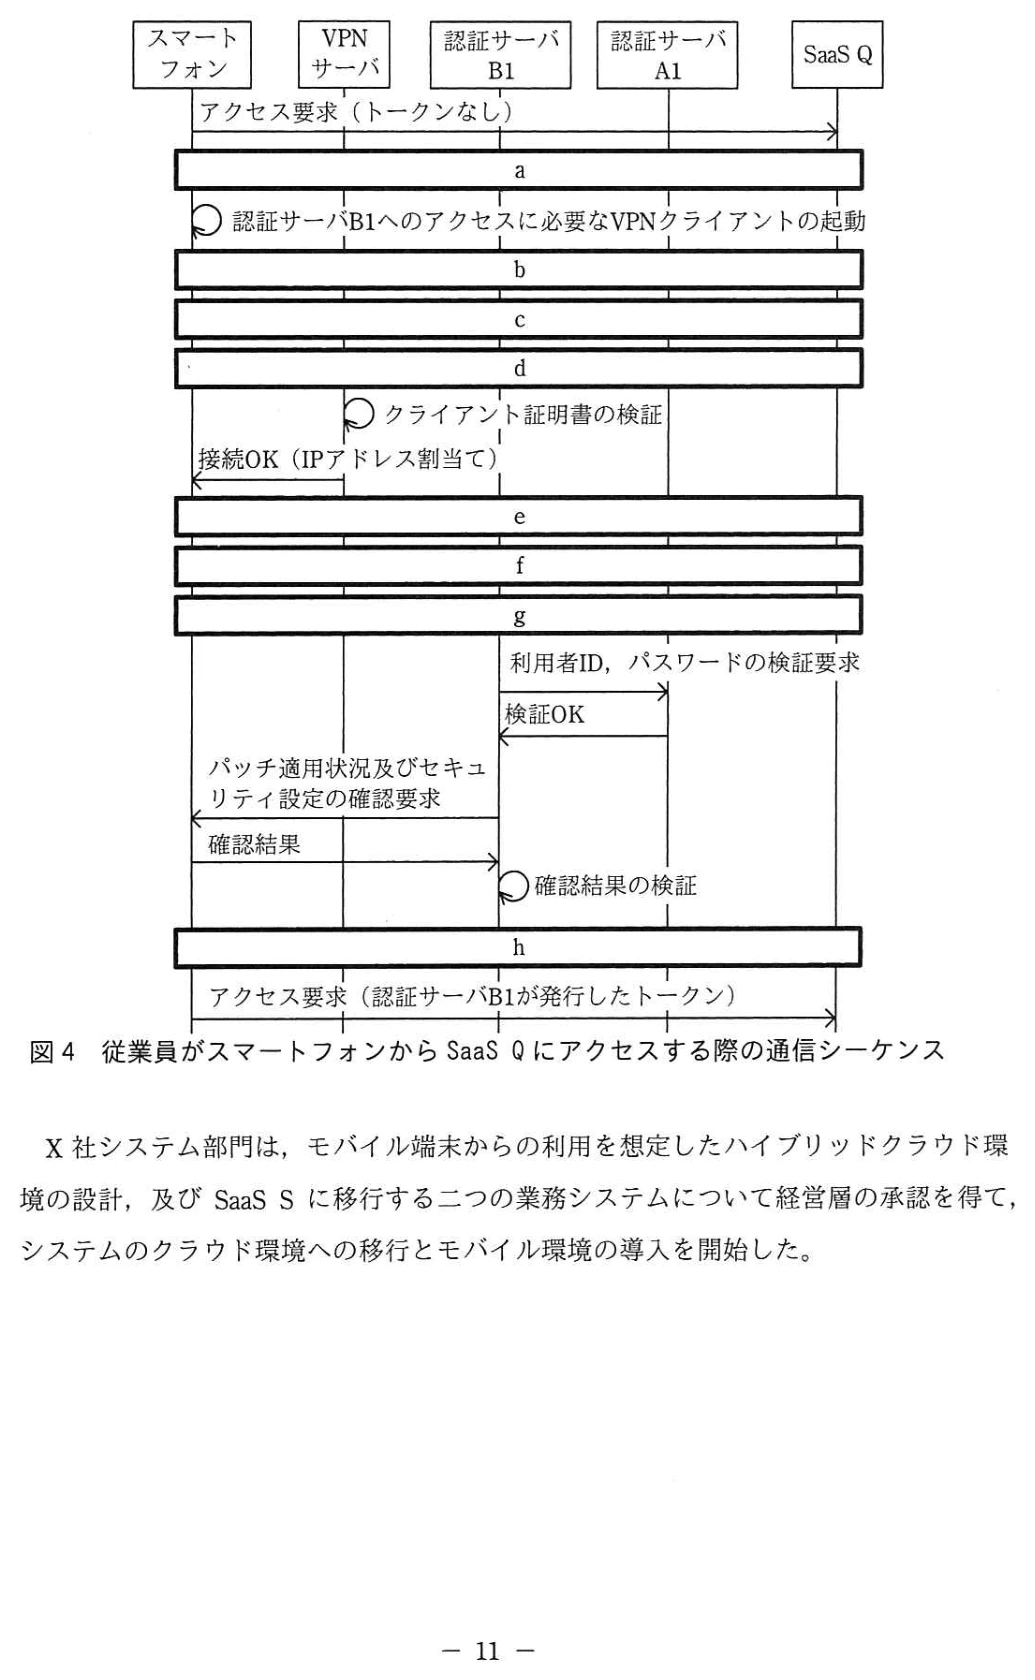 スマート
フォン
VPN
サーバ
認証サーバ
B1
認証サーバ
A1
SaaS Q
アクセス要求（トークンなし）
a
認証サーバB1へのアクセスに必要なVPNクライアントの起動
b
c
d
クライアント証明書の検証
接続OK（IPアドレス割当て）
e
f
g
利用者ID，パスワードの検証要求
検証OK
パッチ適用状況及びセキュ
リティ設定の確認要求
確認結果
確認結果の検証
h
アクセス要求（認証サーバB1が発行したトークン）
図4　従業員がスマートフォンから SaaS Q にアクセスする際の通信シーケンス
X 社システム部門は，モバイル端末からの利用を想定したハイブリッドクラウド環
境の設計，及び SaaS S に移行する二つの業務システムについて経営層の承認を得て，
システムのクラウド環境への移行とモバイル環境の導入を開始した。
－ 11 －